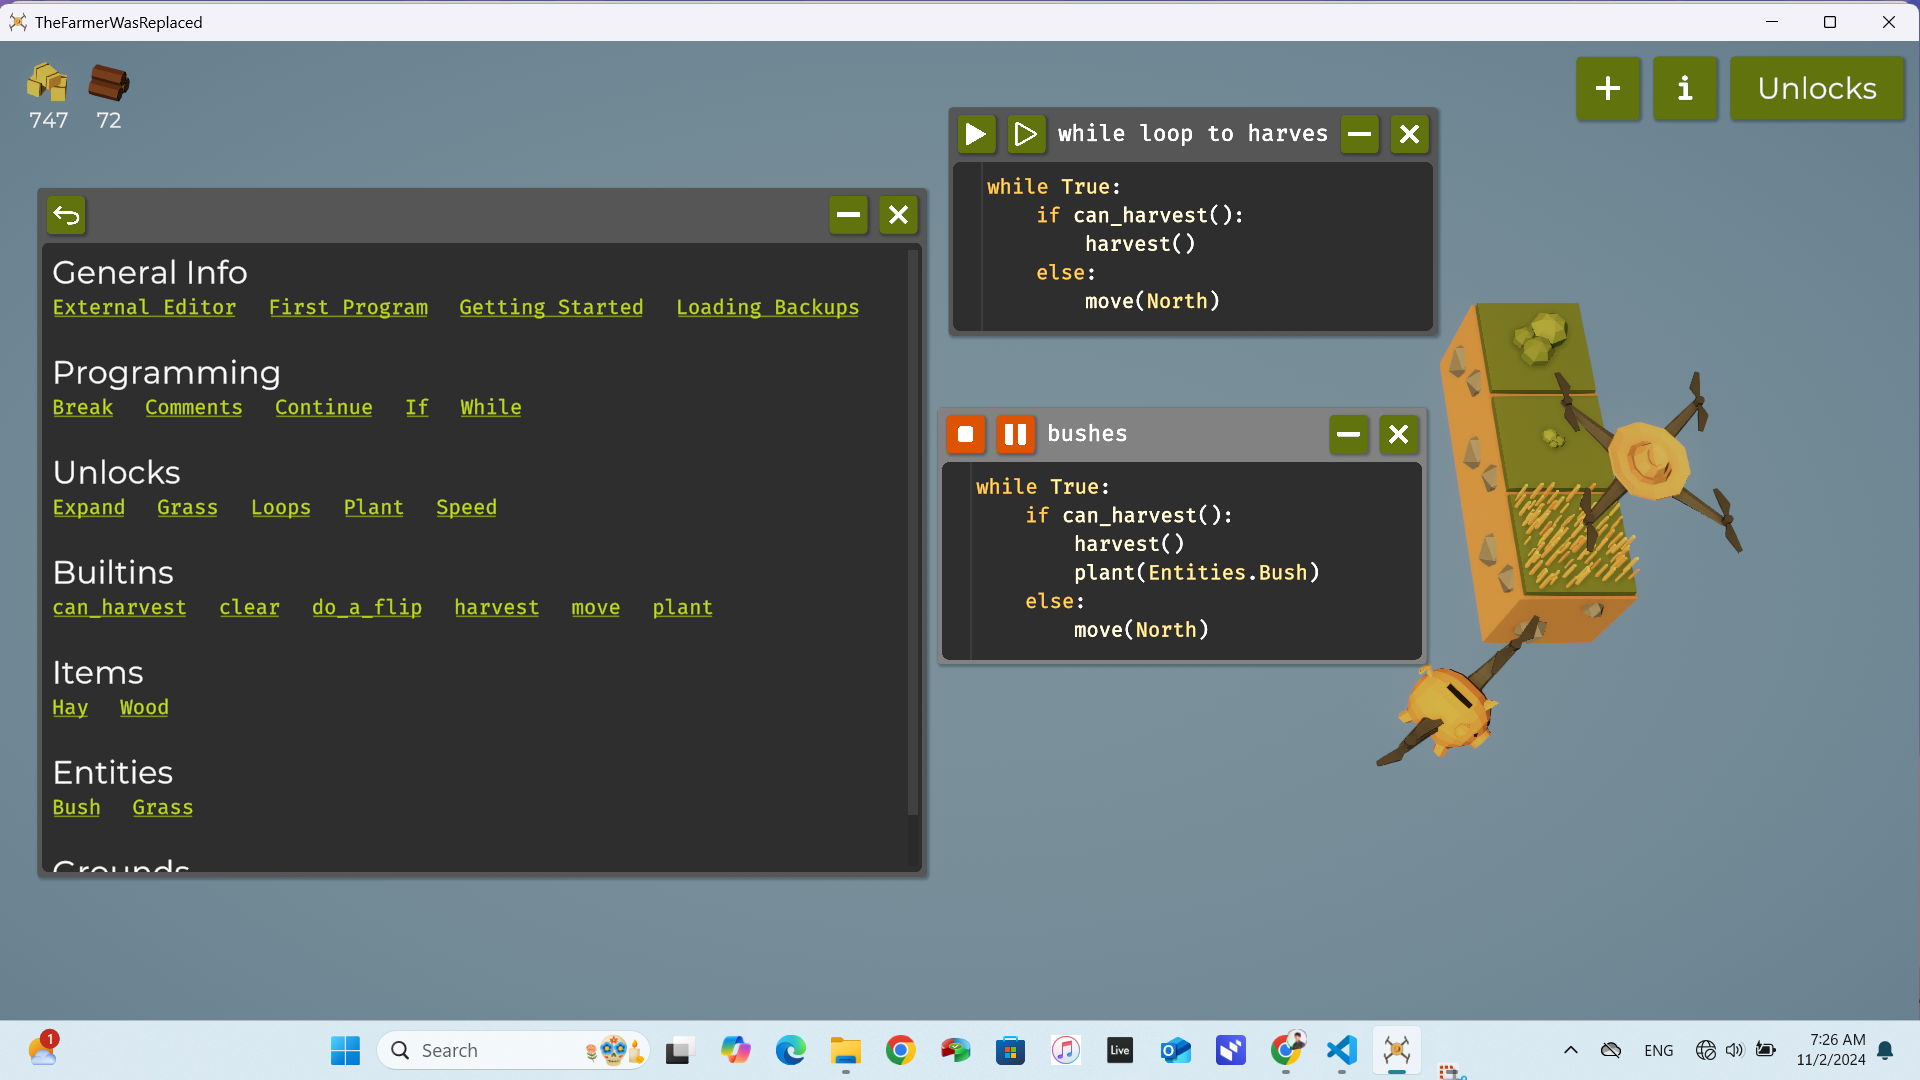 TheFarmerWasReplaced
747 72
Unlocks
General Info
External Editor First Program Getting Started Loading Backups
Programming
Break Comments Continue If While
Unlocks
Expand Grass Loops Plant Speed
Builtins
can_harvest clear do_a_flip harvest move plant
Items
Hay Wood
Entities
Bush Grass
Grounds
while loop to harves
while True:
if can_harvest():
harvest()
else:
move(North)
bushes
while True:
if can_harvest():
harvest()
plant(Entities.Bush)
else:
move(North)
1
Search
Live
ENG
7:26 AM
11/2/2024